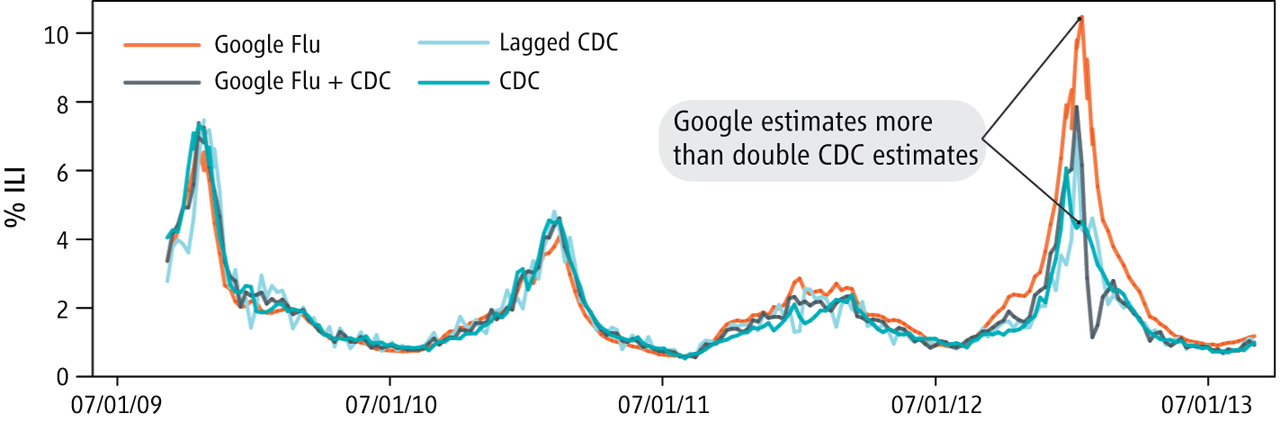 Google Flu
Lagged CDC
Google Flu + CDC
CDC
Google estimates more
than double CDC estimates
% ILI
10
8
6
4
2
0
07/01/09
07/01/10
07/01/11
07/01/12
07/01/13